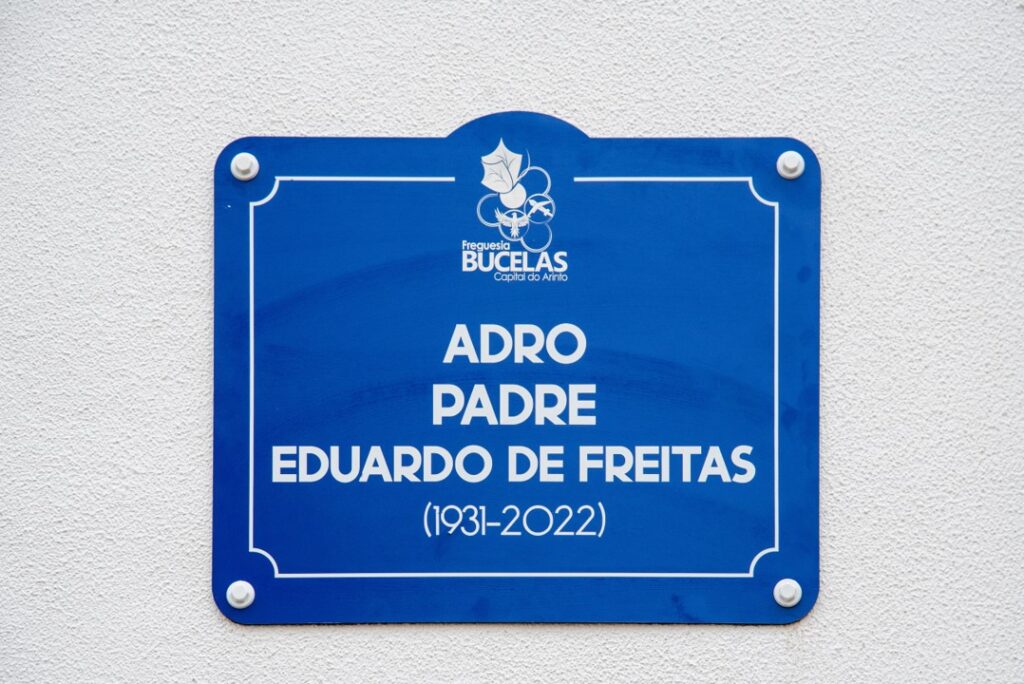 Freguesia
BUCELAS
Capital do Arinto
ADRO
PADRE
EDUARDO DE FREITAS
(1931-2022)